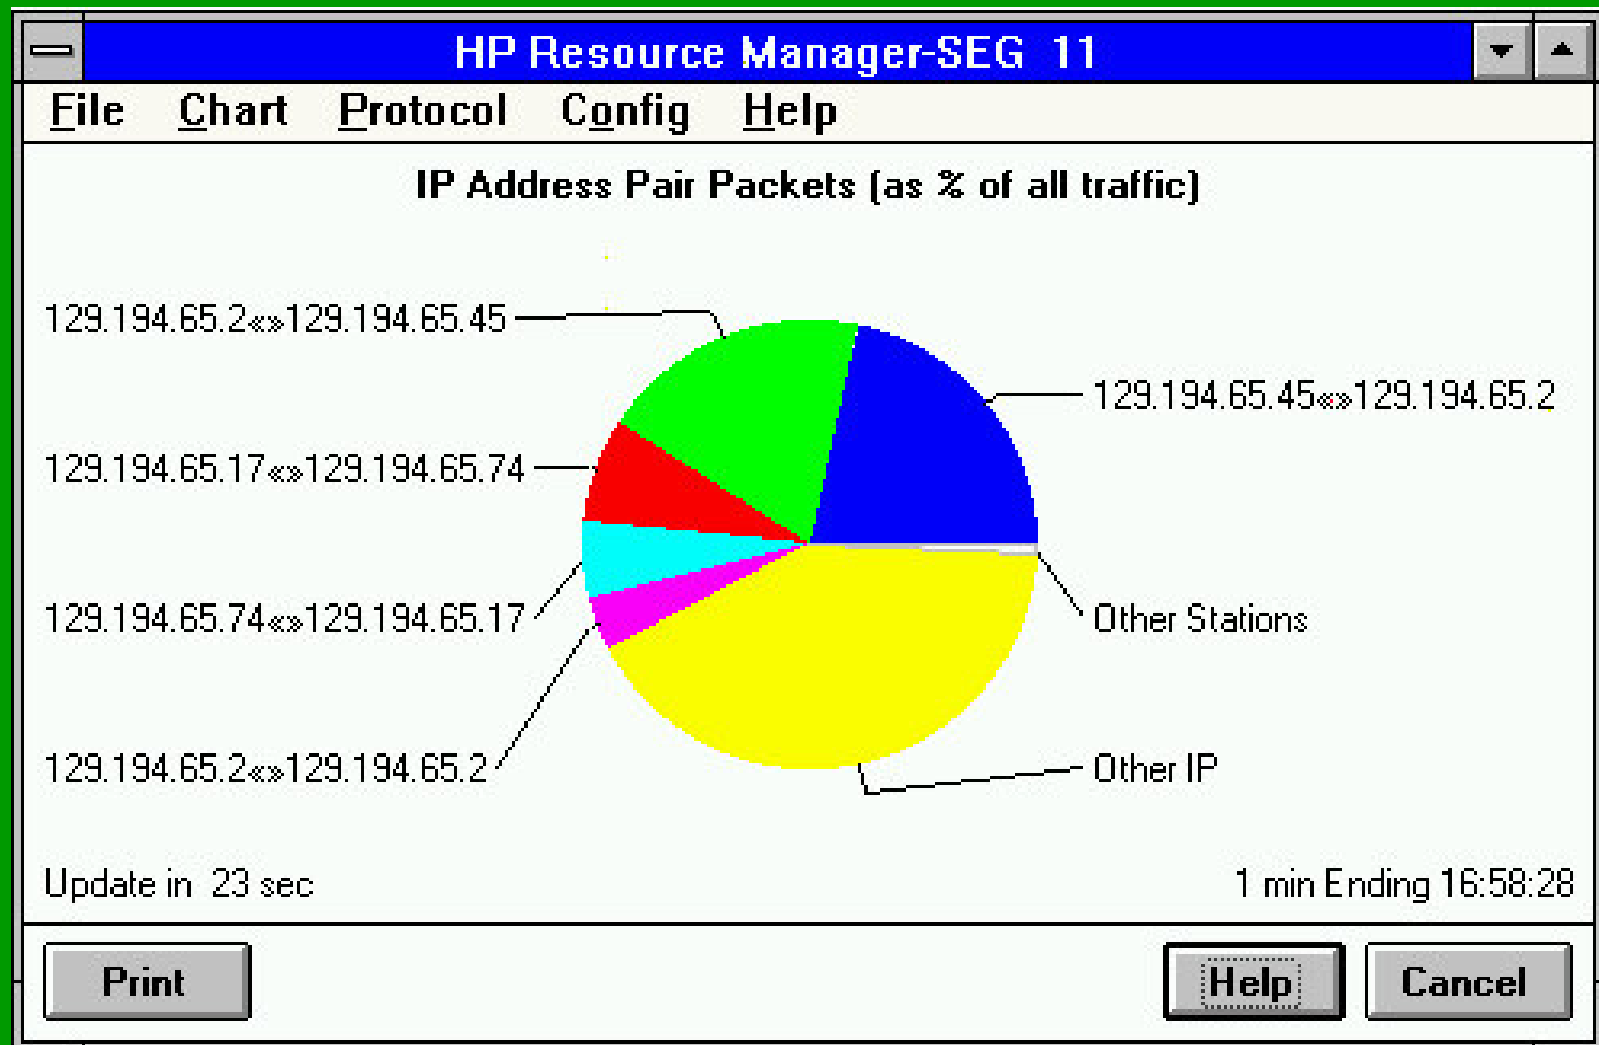 HP Resource Manager-SEG 11
File Chart Protocol Config Help
IP Address Pair Packets (as % of all traffic)
129.194.65.2«»129.194.65.45
129.194.65.45«»129.194.65.2
129.194.65.17«»129.194.65.74
129.194.65.74«»129.194.65.17
Other Stations
129.194.65.2«»129.194.65.2
Other IP
Update in 23 sec
1 min Ending 16:58:28
Print
Help
Cancel